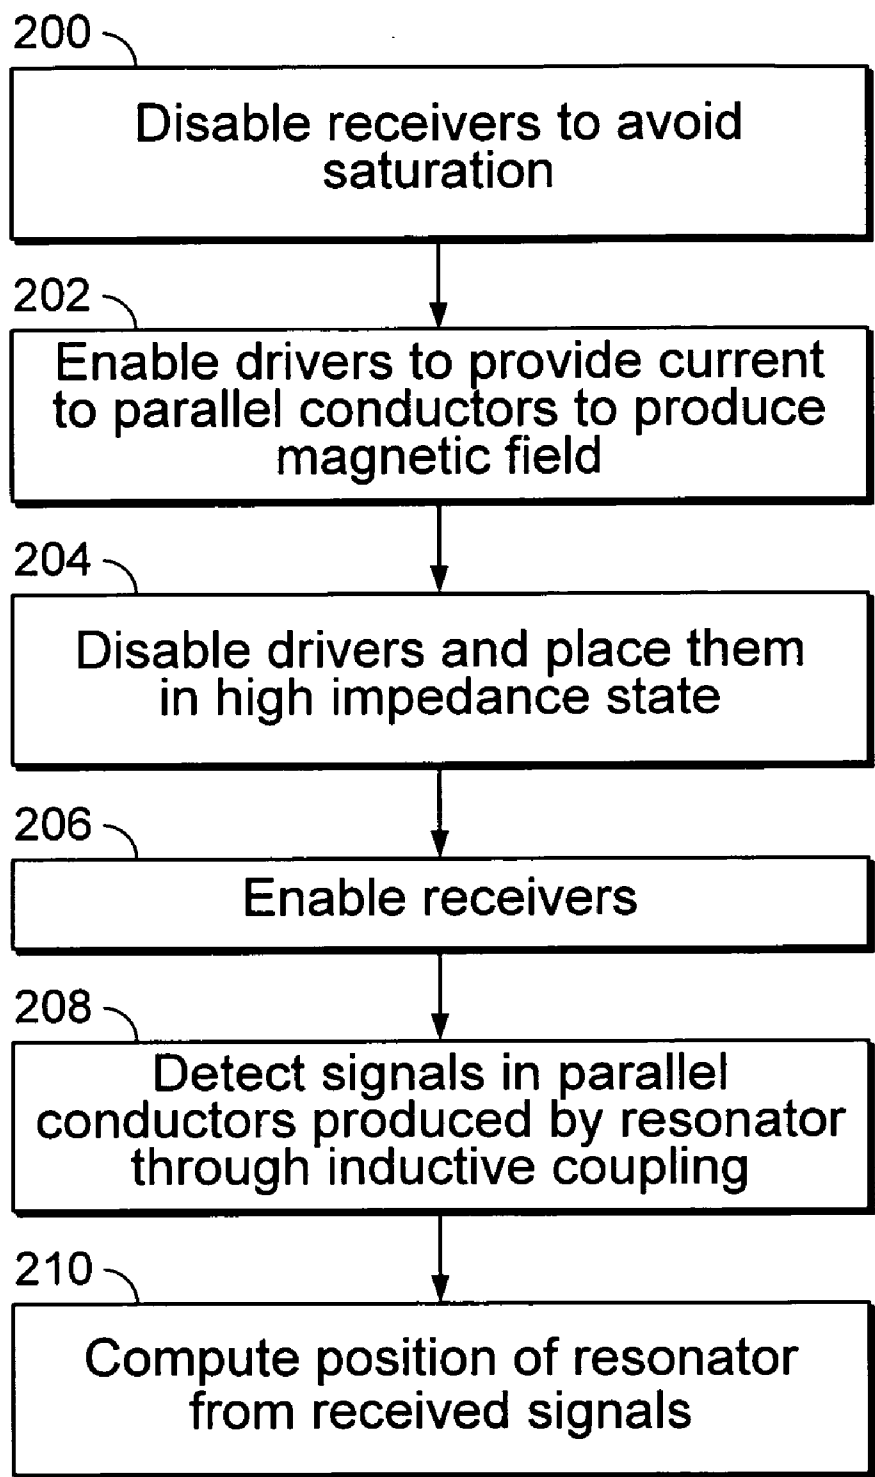 200
Disable receivers to avoid
saturation
202
Enable drivers to provide current
to parallel conductors to produce
magnetic field
204
Disable drivers and place them
in high impedance state
206
Enable receivers
208
Detect signals in parallel
conductors produced by resonator
through inductive coupling
210
Compute position of resonator
from received signals